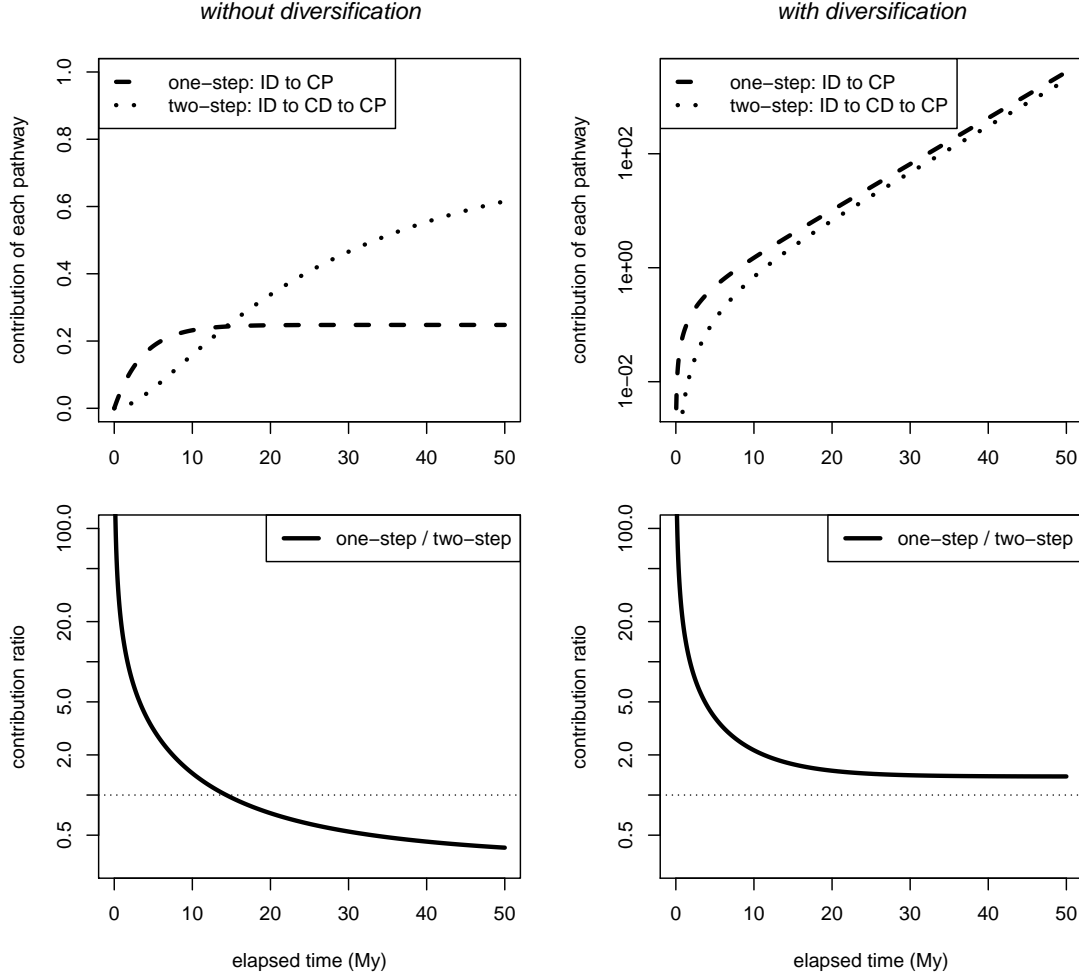 without diversification
with diversification
contribution of each pathway
0.0 0.2 0.4 0.6 0.8 1.0
one−step: ID to CP
two−step: ID to CD to CP
0 10 20 30 40 50
contribution of each pathway
1e−02 1e+00 1e+02
one−step: ID to CP
two−step: ID to CD to CP
0 10 20 30 40 50
contribution ratio
0.5 2.0 5.0 20.0 100.0
one−step / two−step
0 10 20 30 40 50
elapsed time (My)
contribution ratio
0.5 2.0 5.0 20.0 100.0
one−step / two−step
0 10 20 30 40 50
elapsed time (My)